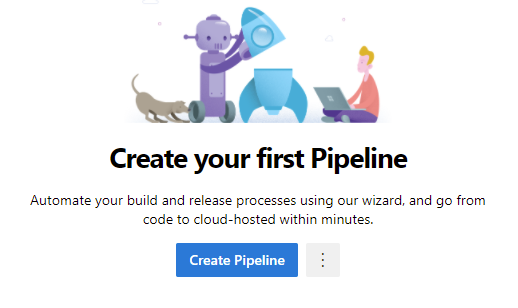 Create your first Pipeline
Automate your build and release processes using our wizard, and go from
code to cloud-hosted within minutes.
Create Pipeline